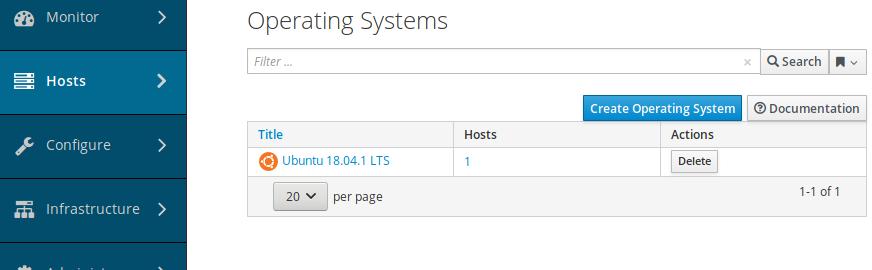 Monitor
Operating Systems
Filter ...
Search
Hosts
Create Operating System
Documentation
Title Hosts Actions
Configure
Ubuntu 18.04.1 LTS 1 Delete
20 per page 1-1 of 1
Infrastructure